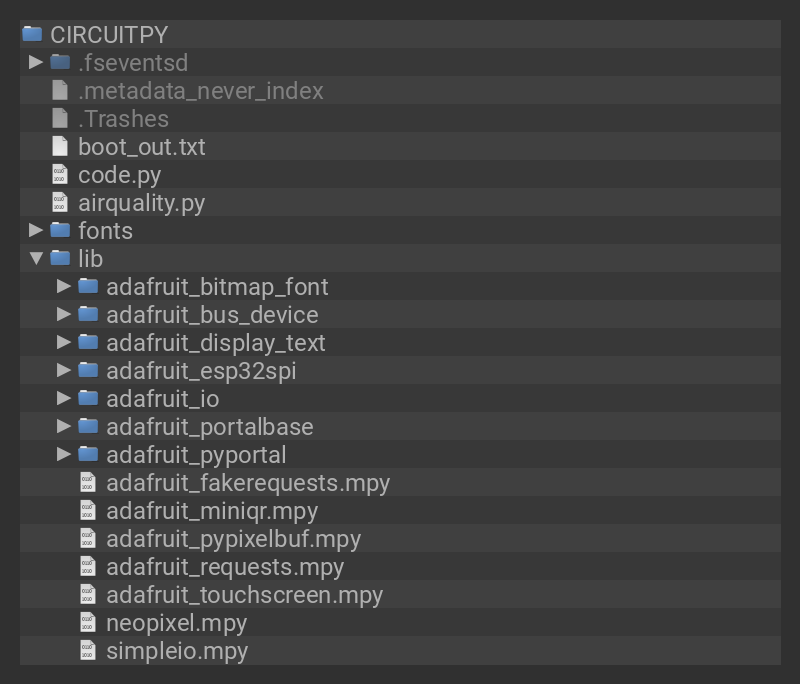 CIRCUITPY
.fseventsd
.metadata_never_index
.Trashes
boot_out.txt
code.py
airquality.py
fonts
lib
adafruit_bitmap_font
adafruit_bus_device
adafruit_display_text
adafruit_esp32spi
adafruit_io
adafruit_portalbase
adafruit_pyportal
adafruit_fakerequests.mpy
adafruit_miniqr.mpy
adafruit_pypixelbuf.mpy
adafruit_requests.mpy
adafruit_touchscreen.mpy
neopixel.mpy
simpleio.mpy